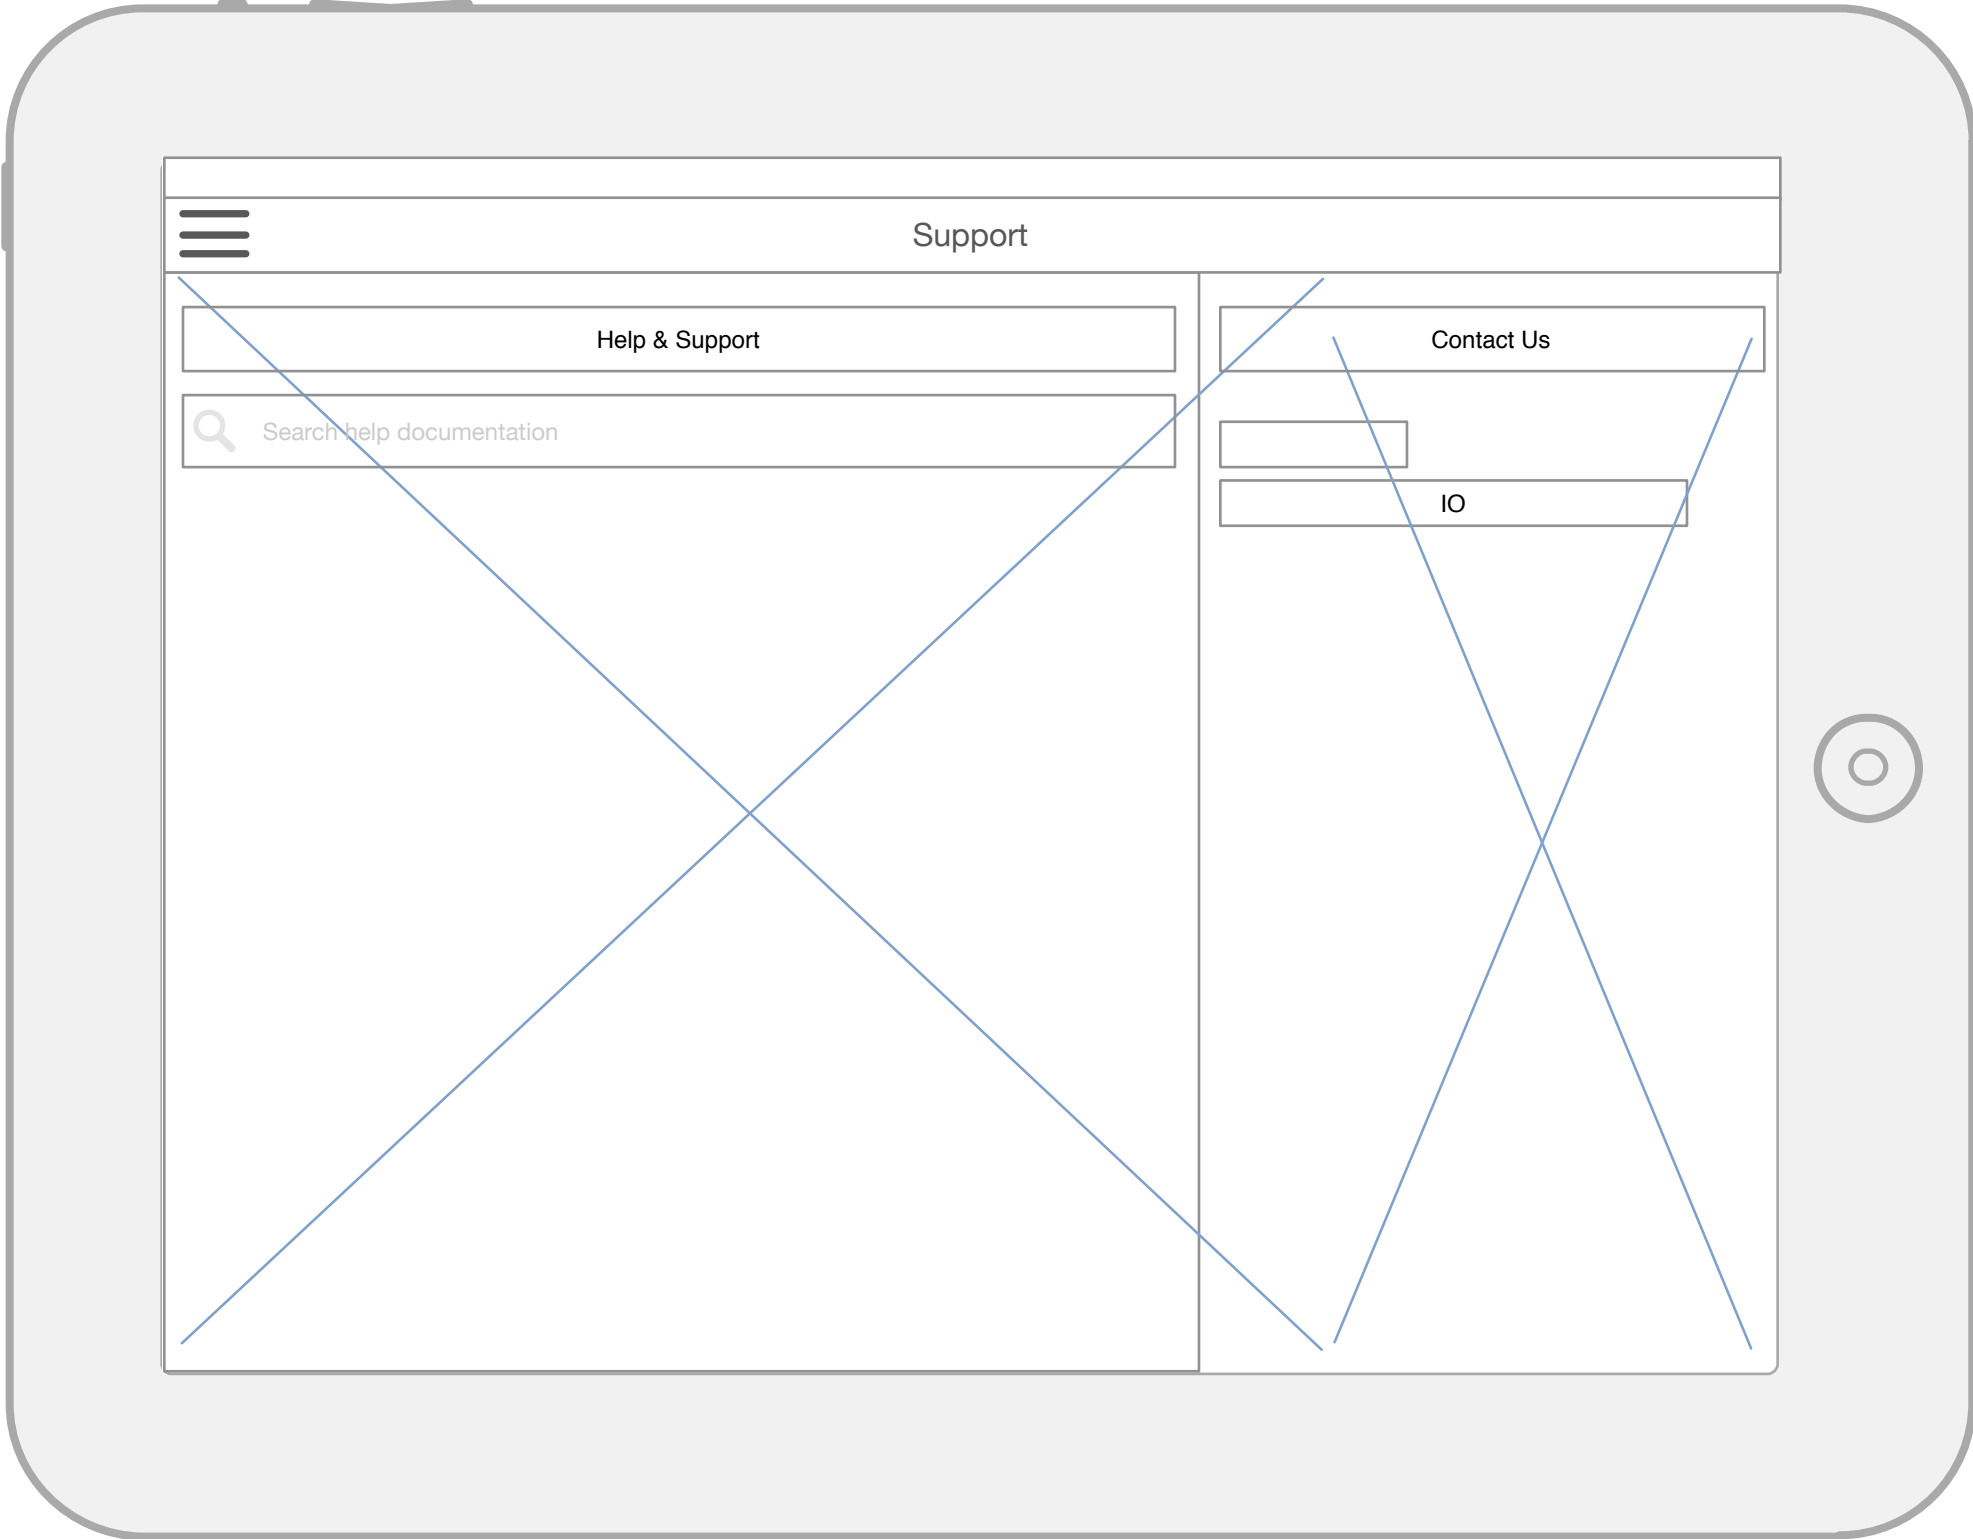 Support
Help & Support
Contact Us
Search help documentation
IO